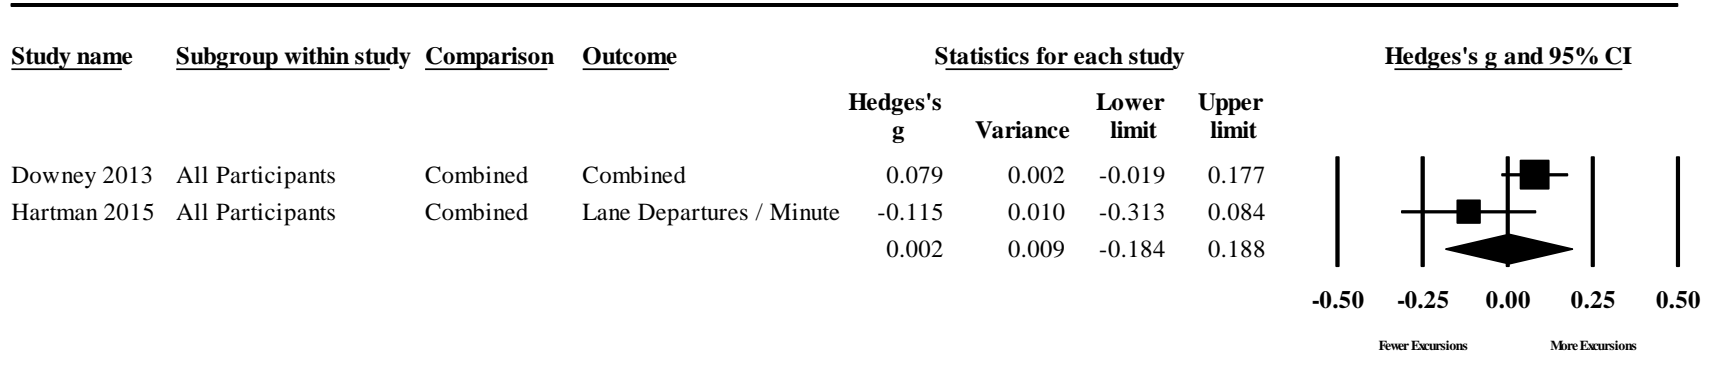 Study name Subgroup within study Comparison Outcome Statistics for each study Hedges's g and 95% CI
Hedges's Lower Upper
g Variance limit limit
Downey 2013 All Participants Combined Combined 0.079 0.002 -0.019 0.177
Hartman 2015 All Participants Combined Lane Departures / Minute -0.115 0.010 -0.313 0.084
0.002 0.009 -0.184 0.188
-0.50 -0.25 0.00 0.25 0.50
Fewer Excursions More Excursions